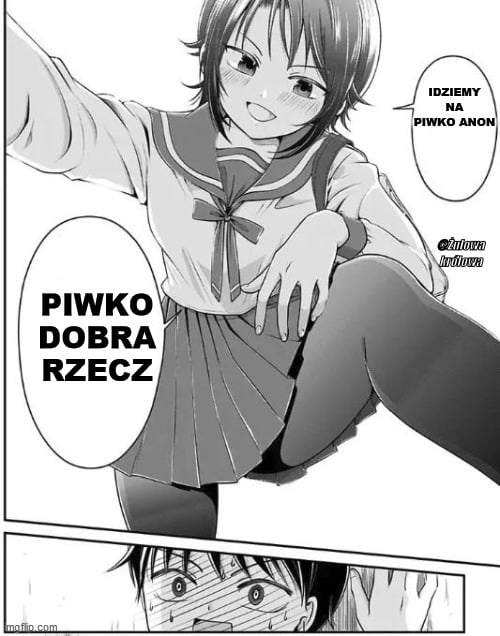 IDZIEMY
NA
PIWKO ANON
@Żulowa
królowa
PIWKO
DOBRA
RZECZ
imgflip.com